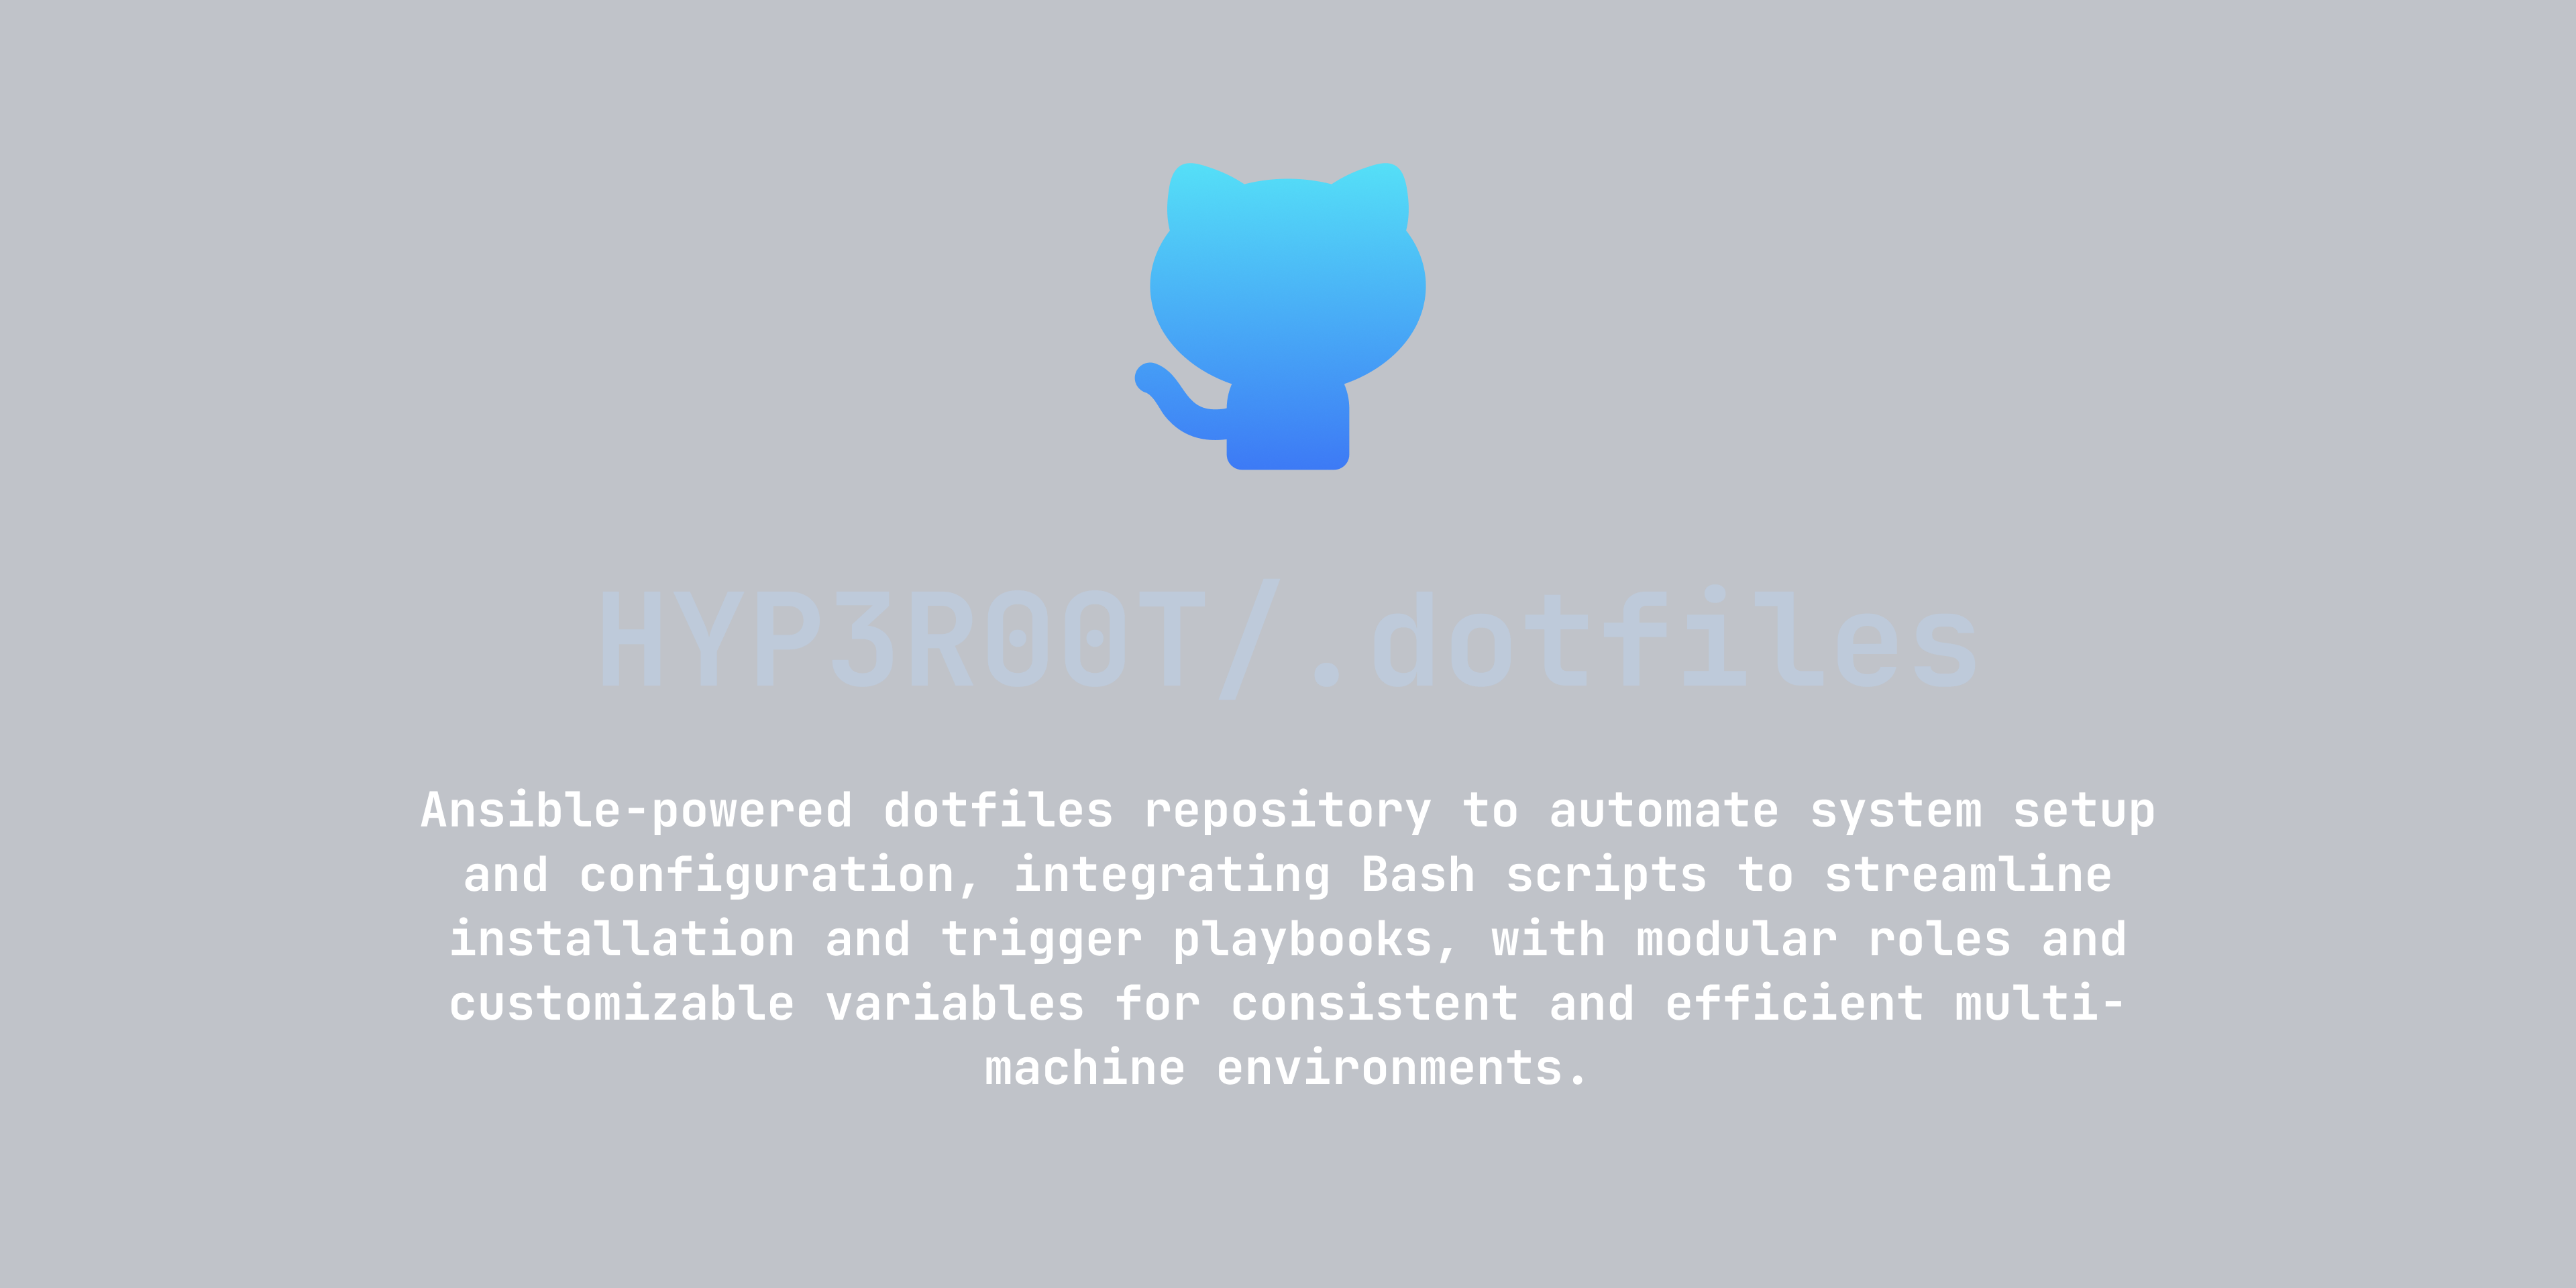 HYP3R00T/.dotfiles
Ansible-powered dotfiles repository to automate system setup
and configuration, integrating Bash scripts to streamline
installation and trigger playbooks, with modular roles and
customizable variables for consistent and efficient multi-
machine environments.